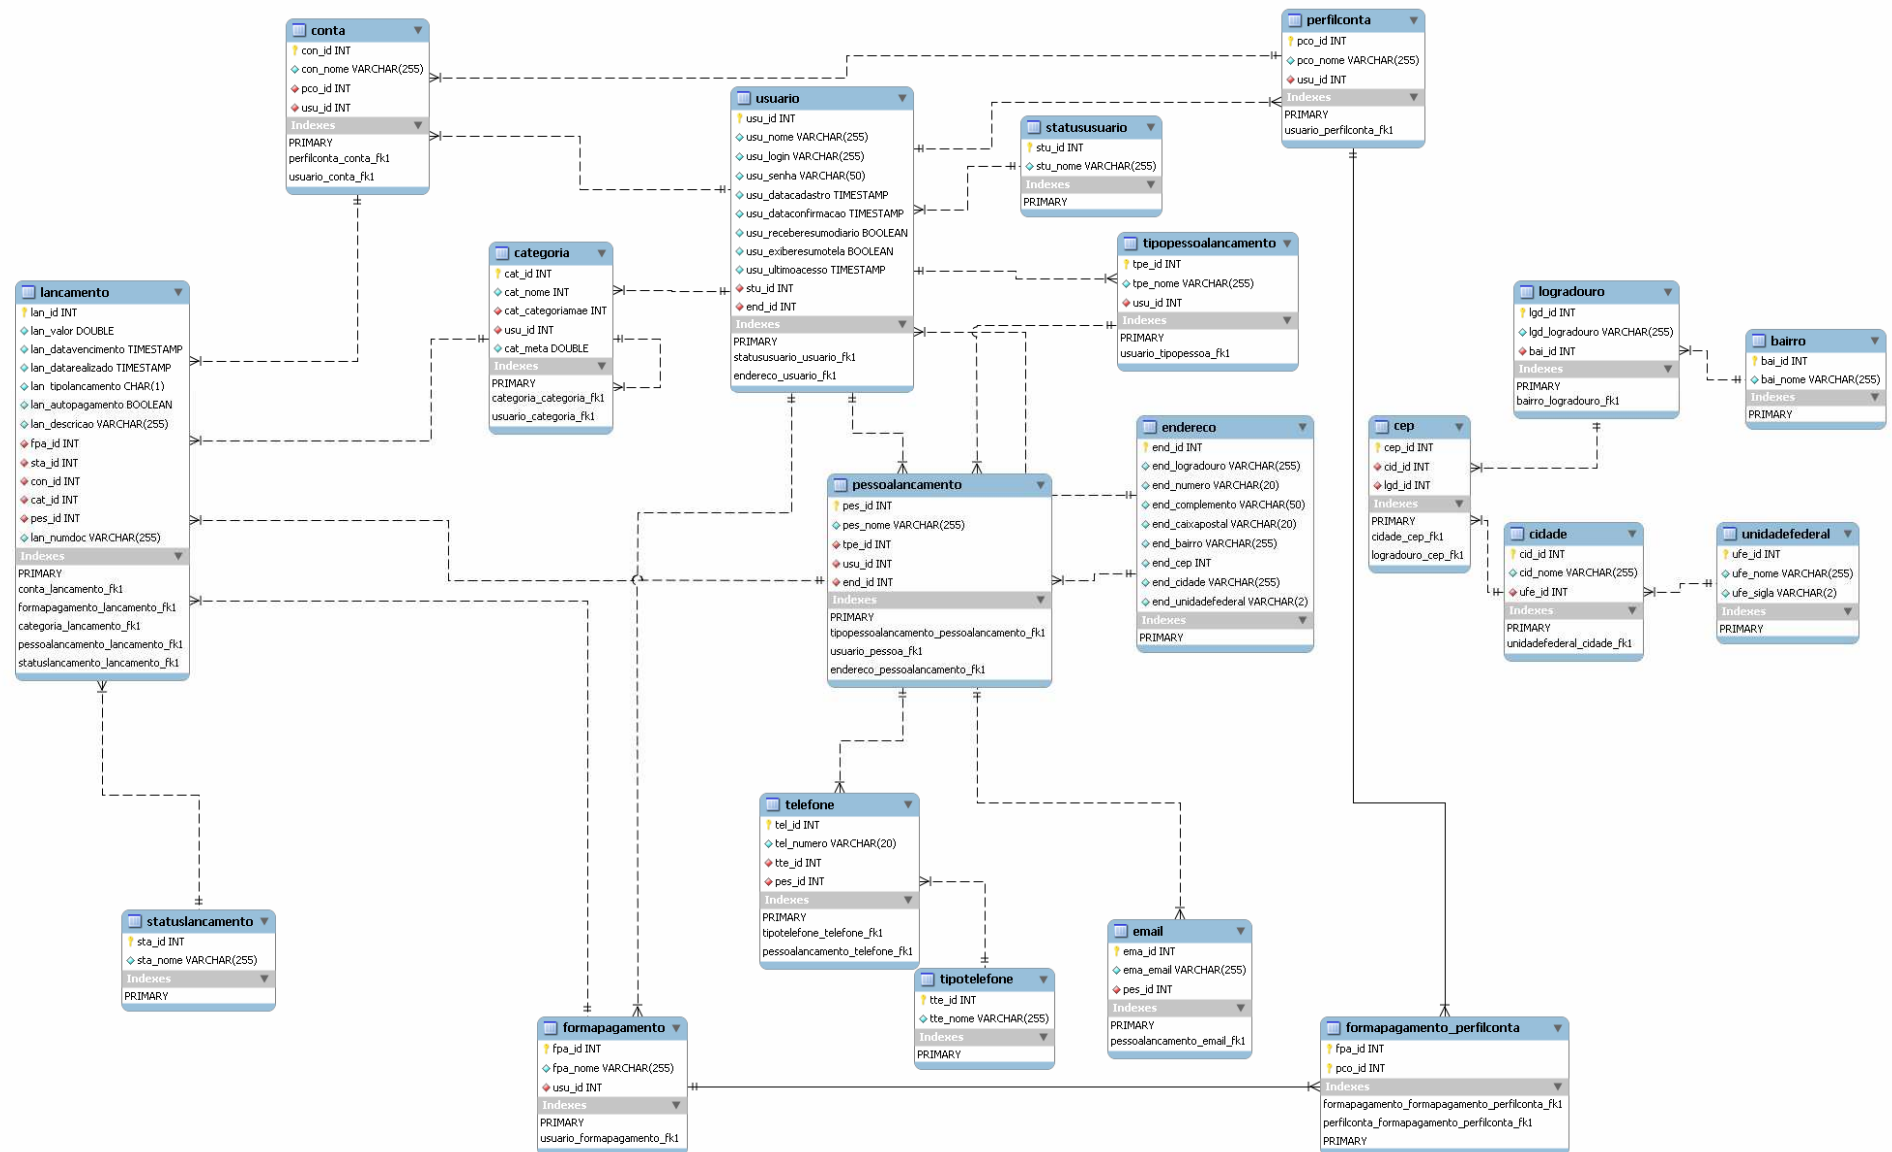 conta
con_id INT
con_nome VARCHAR(255)
pco_id INT
usu_id INT
Indexes
PRIMARY
perfilconta_conta_fk1
usuario_conta_fk1
perfilconta
pco_id INT
pco_nome VARCHAR(255)
usu_id INT
Indexes
PRIMARY
usuario_perfilconta_fk1
usuario
usu_id INT
usu_nome VARCHAR(255)
usu_login VARCHAR(255)
usu_senha VARCHAR(50)
usu_datacadastro TIMESTAMP
usu_dataconfirmacao TIMESTAMP
usu_receberesumodiario BOOLEAN
usu_exiberesumotela BOOLEAN
usu_ultimoacesso TIMESTAMP
stu_id INT
end_id INT
Indexes
PRIMARY
statususuario_usuario_fk1
endereco_usuario_fk1
statususuario
stu_id INT
stu_nome VARCHAR(255)
Indexes
PRIMARY
categoria
cat_id INT
cat_nome INT
cat_categoriamae INT
usu_id INT
cat_meta DOUBLE
Indexes
PRIMARY
categoria_categoria_fk1
usuario_categoria_fk1
tipopessoalancamento
tpe_id INT
tpe_nome VARCHAR(255)
usu_id INT
Indexes
PRIMARY
usuario_tipopessoa_fk1
lancamento
lan_id INT
lan_valor DOUBLE
lan_datavencimento TIMESTAMP
lan_datarealizado TIMESTAMP
lan_tipolancamento CHAR(1)
lan_autopagamento BOOLEAN
lan_descricao VARCHAR(255)
fpa_id INT
sta_id INT
con_id INT
cat_id INT
pes_id INT
lan_numdoc VARCHAR(255)
Indexes
PRIMARY
conta_lancamento_fk1
formapagamento_lancamento_fk1
categoria_lancamento_fk1
pessoalancamento_lancamento_fk1
statuslancamento_lancamento_fk1
logradouro
lgd_id INT
lgd_logradouro VARCHAR(255)
bai_id INT
Indexes
PRIMARY
bairro_logradouro_fk1
bairro
bai_id INT
bai_nome VARCHAR(255)
Indexes
PRIMARY
cep
cep_id INT
cid_id INT
lgd_id INT
Indexes
PRIMARY
cidade_cep_fk1
logradouro_cep_fk1
endereco
end_id INT
end_logradouro VARCHAR(255)
end_numero VARCHAR(20)
end_complemento VARCHAR(50)
end_caixapostal VARCHAR(20)
end_bairro VARCHAR(255)
end_cep INT
end_cidade VARCHAR(255)
end_unidadefederal VARCHAR(2)
Indexes
PRIMARY
pessoalancamento
pes_id INT
pes_nome VARCHAR(255)
tpe_id INT
usu_id INT
end_id INT
Indexes
PRIMARY
tipopessoalancamento_pessoalancamento_fk1
usuario_pessoa_fk1
endereco_pessoalancamento_fk1
cidade
cid_id INT
cid_nome VARCHAR(255)
ufe_id INT
Indexes
PRIMARY
unidadefederal_cidade_fk1
unidadefederal
ufe_id INT
ufe_nome VARCHAR(255)
ufe_sigla VARCHAR(2)
Indexes
PRIMARY
telefone
tel_id INT
tel_numero VARCHAR(20)
tte_id INT
pes_id INT
Indexes
PRIMARY
tipotelefone_telefone_fk1
pessoalancamento_telefone_fk1
statuslancamento
sta_id INT
sta_nome VARCHAR(255)
Indexes
PRIMARY
email
ema_id INT
ema_email VARCHAR(255)
pes_id INT
Indexes
PRIMARY
pessoalancamento_email_fk1
tipotelefone
tte_id INT
tte_nome VARCHAR(255)
Indexes
PRIMARY
formapagamento
fpa_id INT
fpa_nome VARCHAR(255)
usu_id INT
Indexes
PRIMARY
usuario_formapagamento_fk1
formapagamento_perfilconta
fpa_id INT
pco_id INT
Indexes
formapagamento_formapagamento_perfilconta_fk1
perfilconta_formapagamento_perfilconta_fk1
PRIMARY